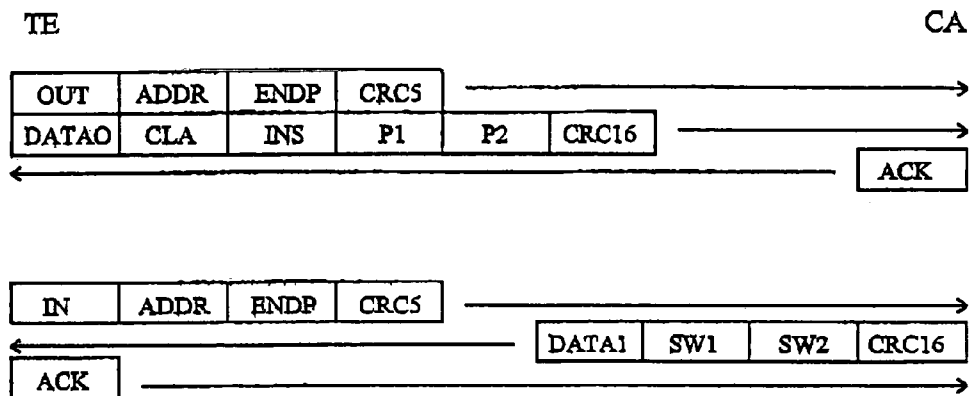 TE CA
OUT ADDR ENDP CRC5
DATAO CLA INS P1 P2 CRC16
ACK
IN ADDR ENDP CRC5
DATA1 SW1 SW2 CRC16
ACK